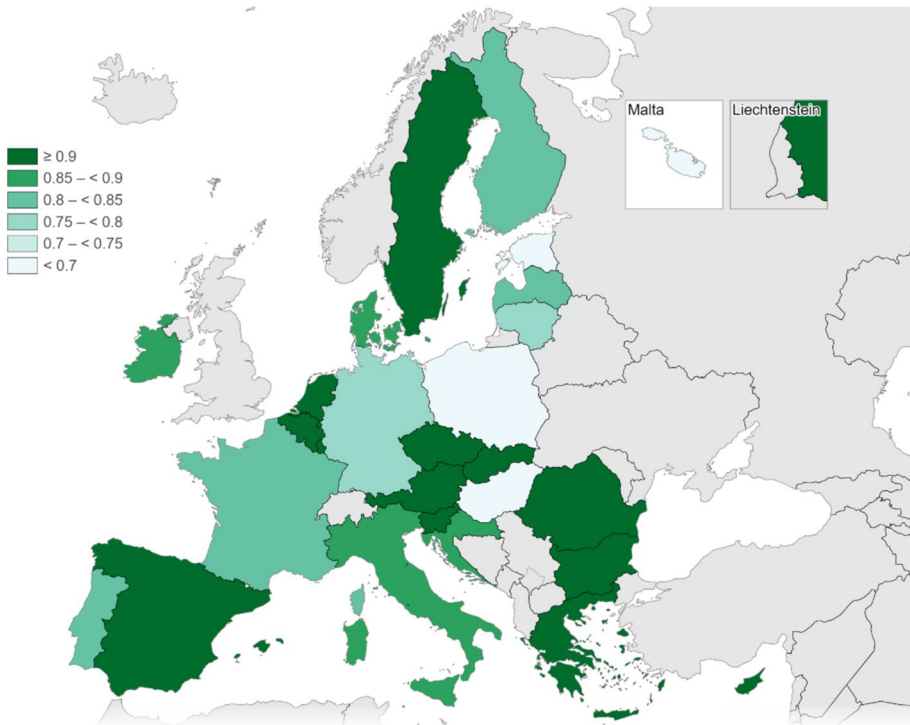 Malta
Liechtenstein
≥ 0.9
0.85 – < 0.9
0.8 – < 0.85
0.75 – < 0.8
0.7 – < 0.75
< 0.7